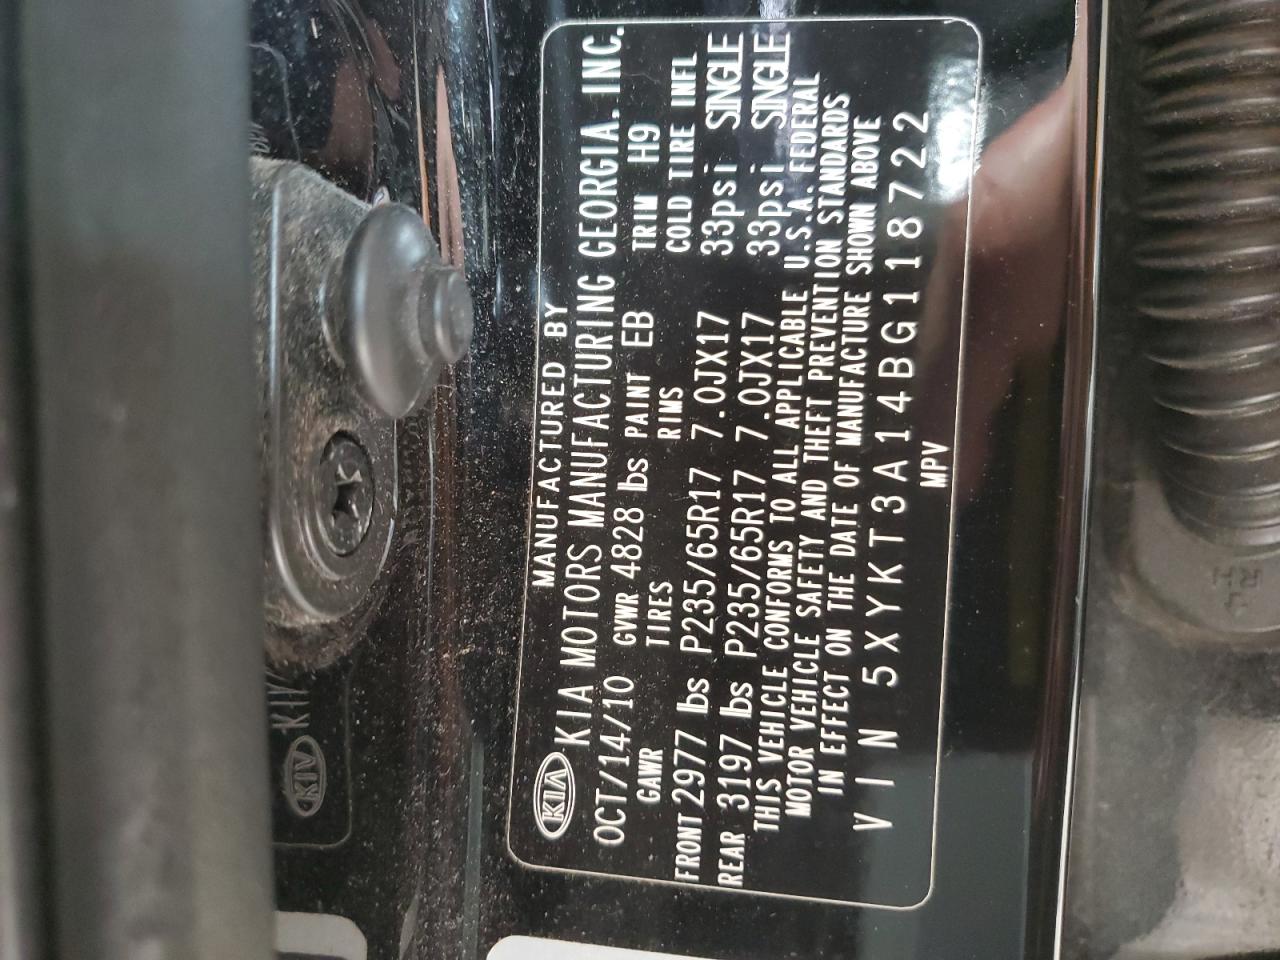 MANUFACTURED BY
KIA KIA MOTORS MANUFACTURING GEORGIA. INC.
OCT/14/10 GVWR 4828 lbs PAINT EB TRIM H9
GAWR TIRES RIMS COLD TIRE INFL
FRONT 2977 lbs P235/65R17 7.0JX17 33psi SINGLE
REAR 3197 lbs P235/65R17 7.0JX17 33psi SINGLE
THIS VEHICLE CONFORMS TO ALL APPLICABLE U.S.A. FEDERAL
MOTOR VEHICLE SAFETY AND THEFT PREVENTION STANDARDS
IN EFFECT ON THE DATE OF MANUFACTURE SHOWN ABOVE
VIN 5XYKT3A14BG118722
MPV